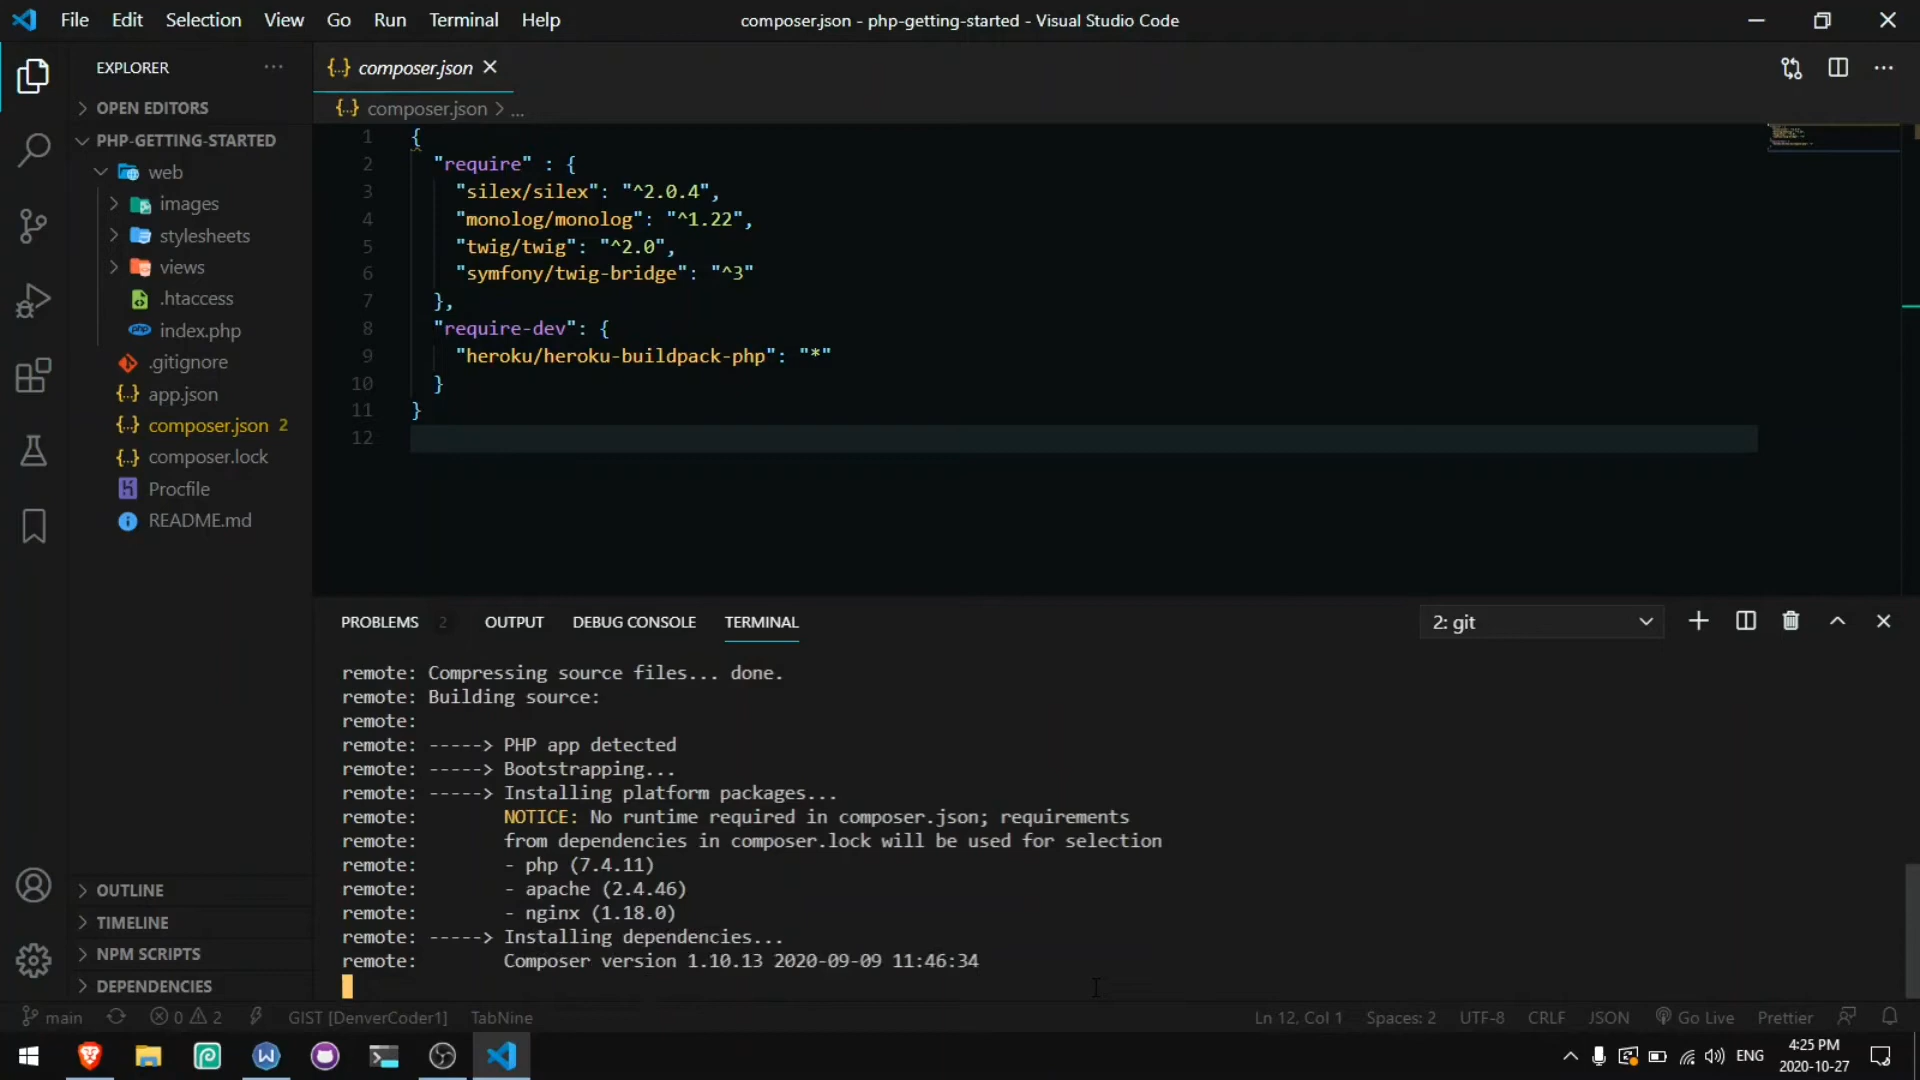 File Edit Selection View Go Run Terminal Help
composer.json - php-getting-started - Visual Studio Code
EXPLORER ...
OPEN EDITORS
PHP-GETTING-STARTED
web
images
stylesheets
views
.htaccess
php index.php
.gitignore
{..} app.json
{..} composer.json 2
{..} composer.lock
Procfile
README.md
OUTLINE
TIMELINE
NPM SCRIPTS
DEPENDENCIES
{..} composer.json
{..} composer.json > ...
1 {
2 "require" : {
3 "silex/silex": "^2.0.4",
4 "monolog/monolog": "^1.22",
5 "twig/twig": "^2.0",
6 "symfony/twig-bridge": "^3"
7 },
8 "require-dev": {
9 "heroku/heroku-buildpack-php": "*"
10 }
11 }
12
PROBLEMS 2 OUTPUT DEBUG CONSOLE TERMINAL 2: git
remote: Compressing source files... done.
remote: Building source:
remote:
remote: -----> PHP app detected
remote: -----> Bootstrapping...
remote: -----> Installing platform packages...
remote: NOTICE: No runtime required in composer.json; requirements
remote: from dependencies in composer.lock will be used for selection
remote: - php (7.4.11)
remote: - apache (2.4.46)
remote: - nginx (1.18.0)
remote: -----> Installing dependencies...
remote: Composer version 1.10.13 2020-09-09 11:46:34
main 0 2 GIST [DenverCoder1] TabNine Ln 12, Col 1 Spaces: 2 UTF-8 CRLF JSON Go Live Prettier
ENG 4:25 PM
2020-10-27